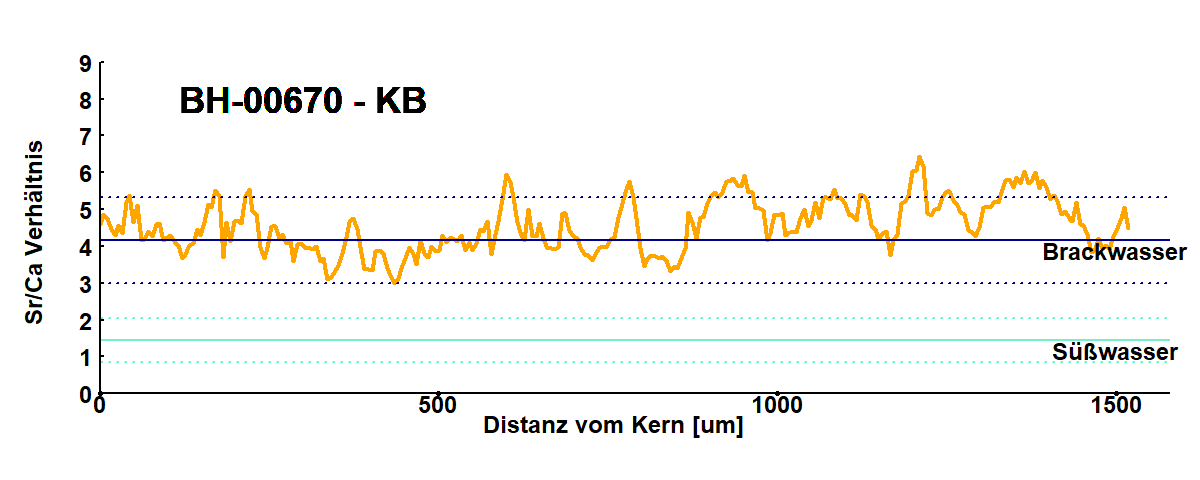 BH-00670 - KB
Sr/Ca Verhältnis
9
8
7
6
5
4
3
2
1
0
Brackwasser
Süßwasser
0 500 1000 1500
Distanz vom Kern [um]